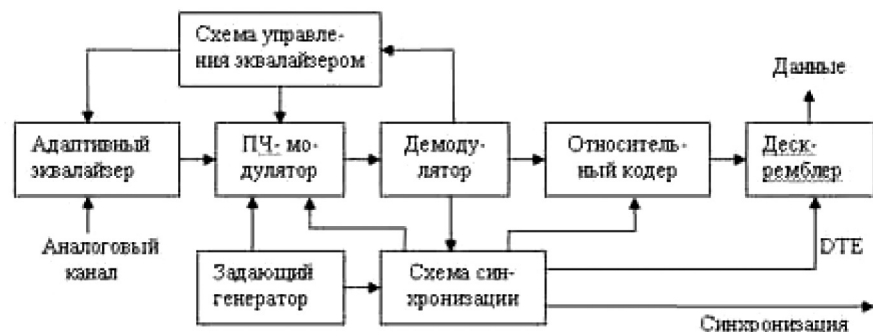 Схема управле-
ния эквалайзером
Данные
Адаптивный
эквалайзер
ПЧ- мо-
дулятор
Демоду-
лятор
Относитель-
ный кодер
Деск-
ремблер
Аналоговый
канал
Задающий
генератор
Схема син-
хронизации
DTE
Синхронизация